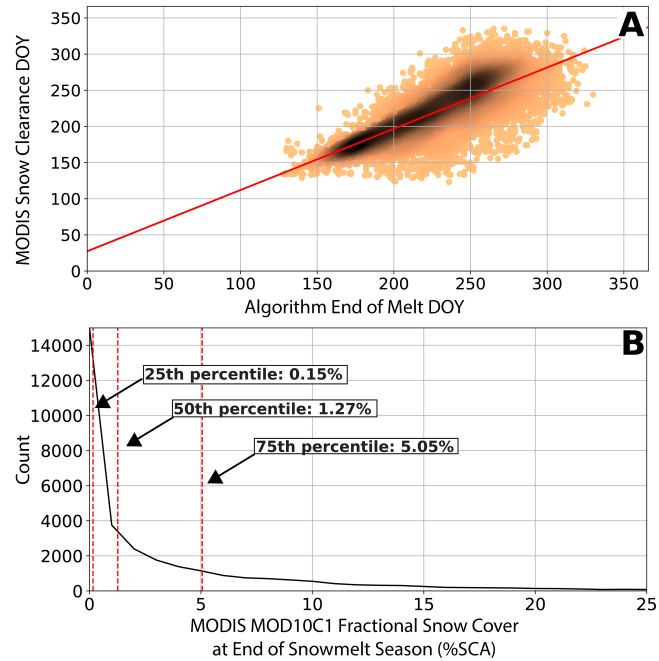 A
350
300
250
200
150
100
50
0
MODIS Snow Clearance DOY
0 50 100 150 200 250 300 350
Algorithm End of Melt DOY
B
14000
12000
10000
8000
6000
4000
2000
0
Count
25th percentile: 0.15%
50th percentile: 1.27%
75th percentile: 5.05%
0 5 10 15 20 25
MODIS MOD10C1 Fractional Snow Cover
at End of Snowmelt Season (%SCA)